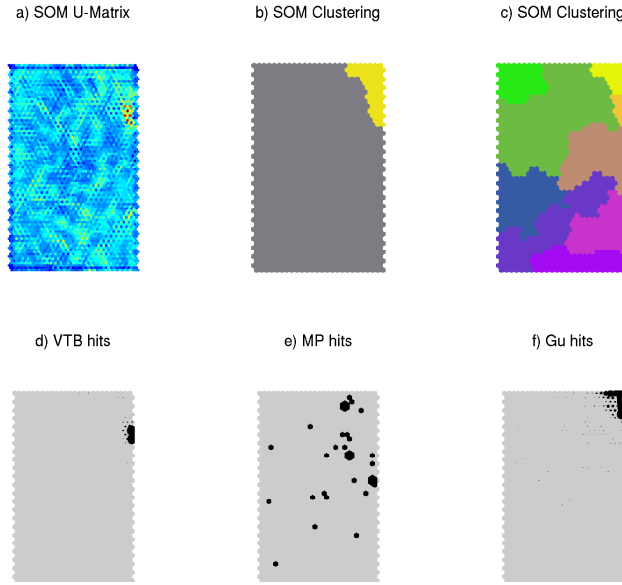 a) SOM U-Matrix
b) SOM Clustering
c) SOM Clustering
d) VTB hits
e) MP hits
f) Gu hits